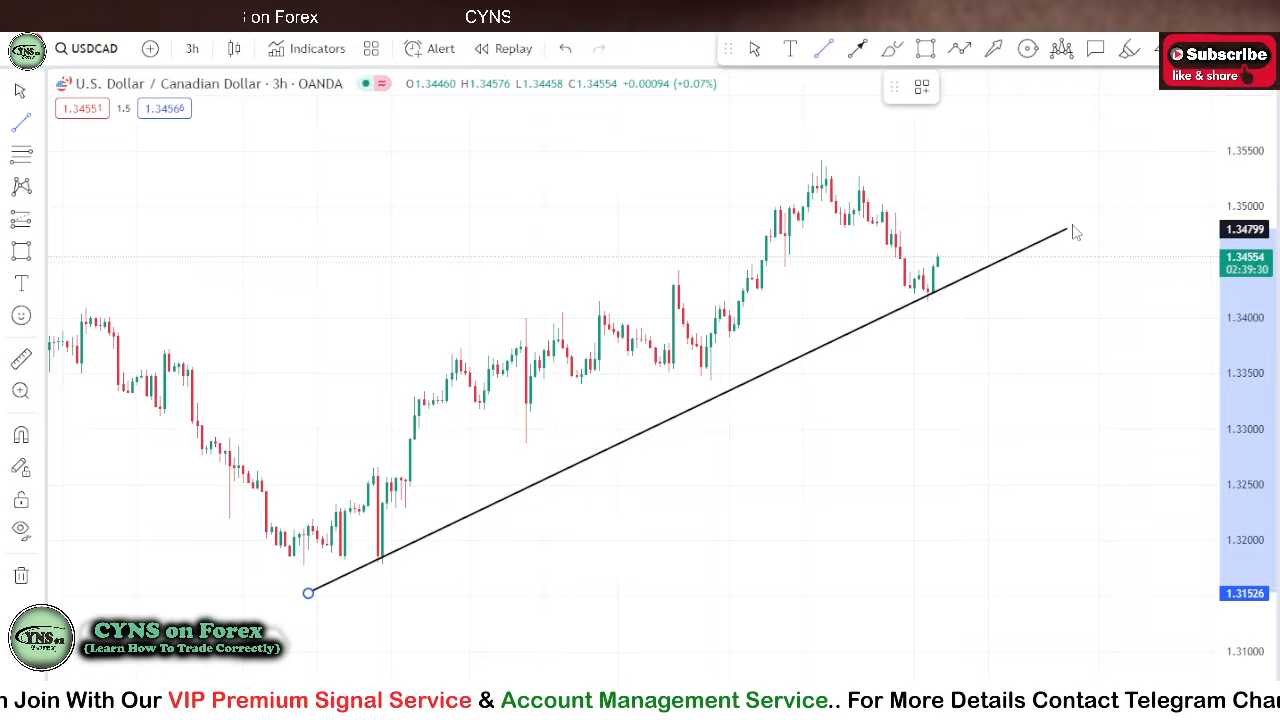 on Forex CYNS
USDCAD 3h Indicators Alert Replay
Subscribe
like & share
U.S. Dollar / Canadian Dollar · 3h · OANDA O1.34460 H1.34576 L1.34458 C1.34554 +0.00094 (+0.07%)
1.34551 1.5 1.34566
1.35500
1.35000
1.34799
1.34554
02:39:30
1.34000
1.33500
1.33000
1.32500
1.32000
1.31526
1.31000
CYNS on Forex
{Learn How To Trade Correctly}
CYNS on
Forex
n Join With Our VIP Premium Signal Service & Account Management Service.. For More Details Contact Telegram Cha